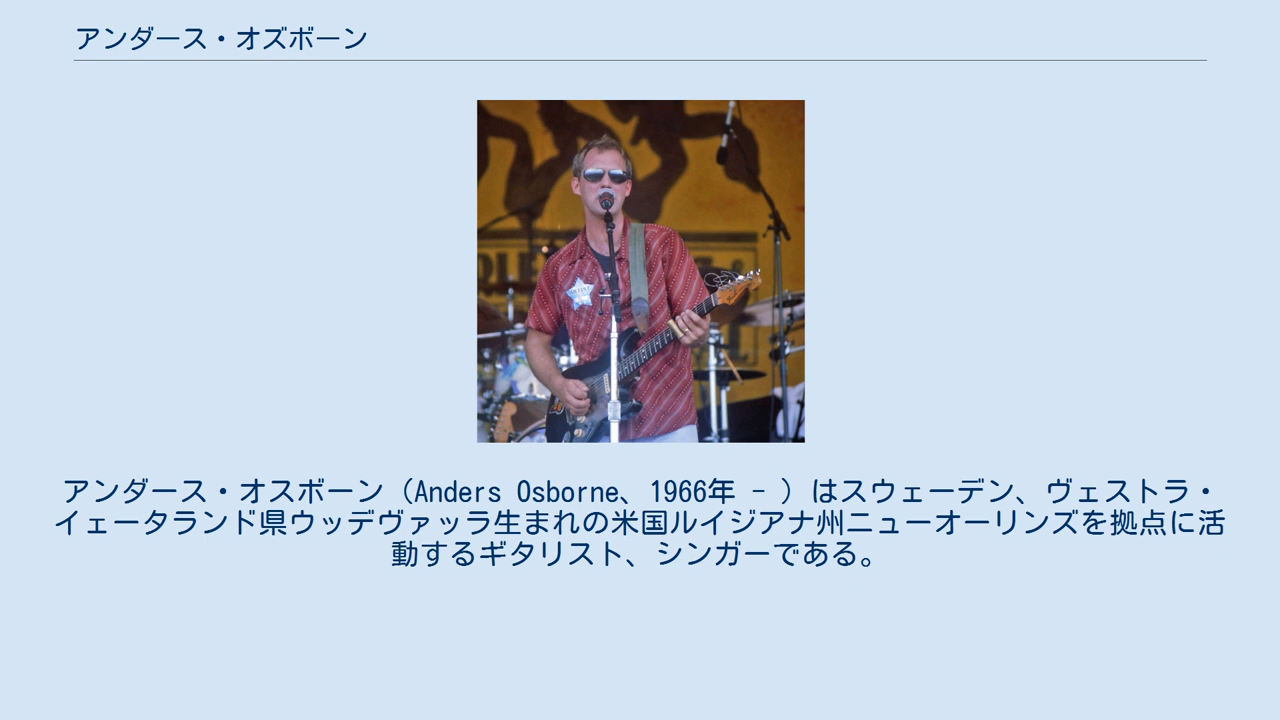 アンダース・オズボーン
アンダース・オスボーン（Anders Osborne、1966年 - ）はスウェーデン、ヴェストラ・
イェータランド県ウッデヴァッラ生まれの米国ルイジアナ州ニューオーリンズを拠点に活
動するギタリスト、シンガーである。